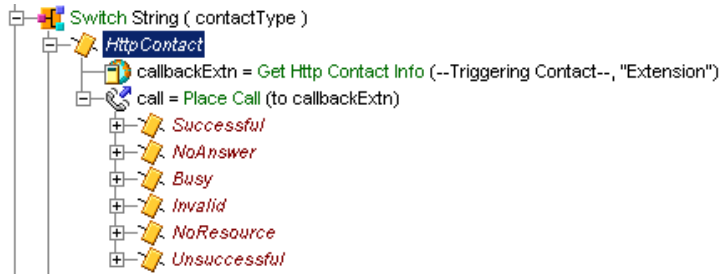 Switch String ( contactType )
HttpContact
callbackExtn = Get Http Contact Info (--Triggering Contact--, "Extension")
call = Place Call (to callbackExtn)
Successful
NoAnswer
Busy
Invalid
NoResource
Unsuccessful